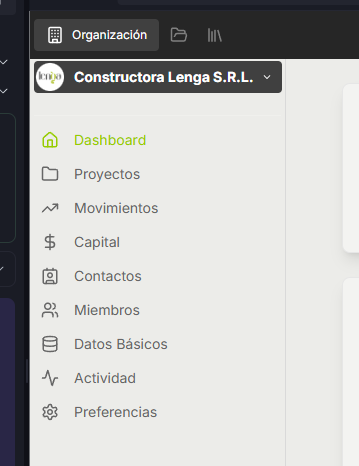 Organización
lenga
Constructora Lenga S.R.L.
Dashboard
Proyectos
Movimientos
Capital
Contactos
Miembros
Datos Básicos
Actividad
Preferencias